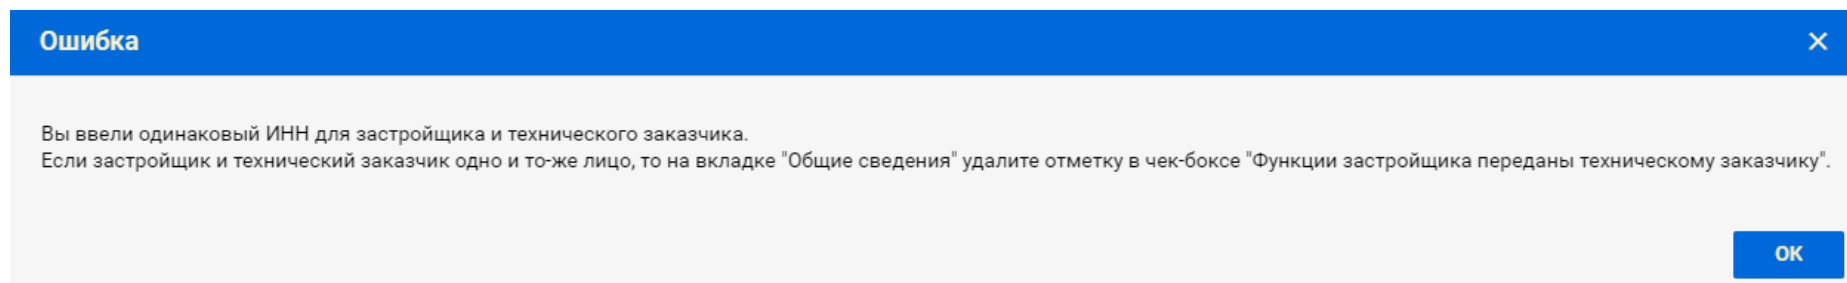 Ошибка
Вы ввели одинаковый ИНН для застройщика и технического заказчика.
Если застройщик и технический заказчик одно и то-же лицо, то на вкладке "Общие сведения" удалите отметку в чек-боксе "Функции застройщика переданы техническому заказчику".
ОК